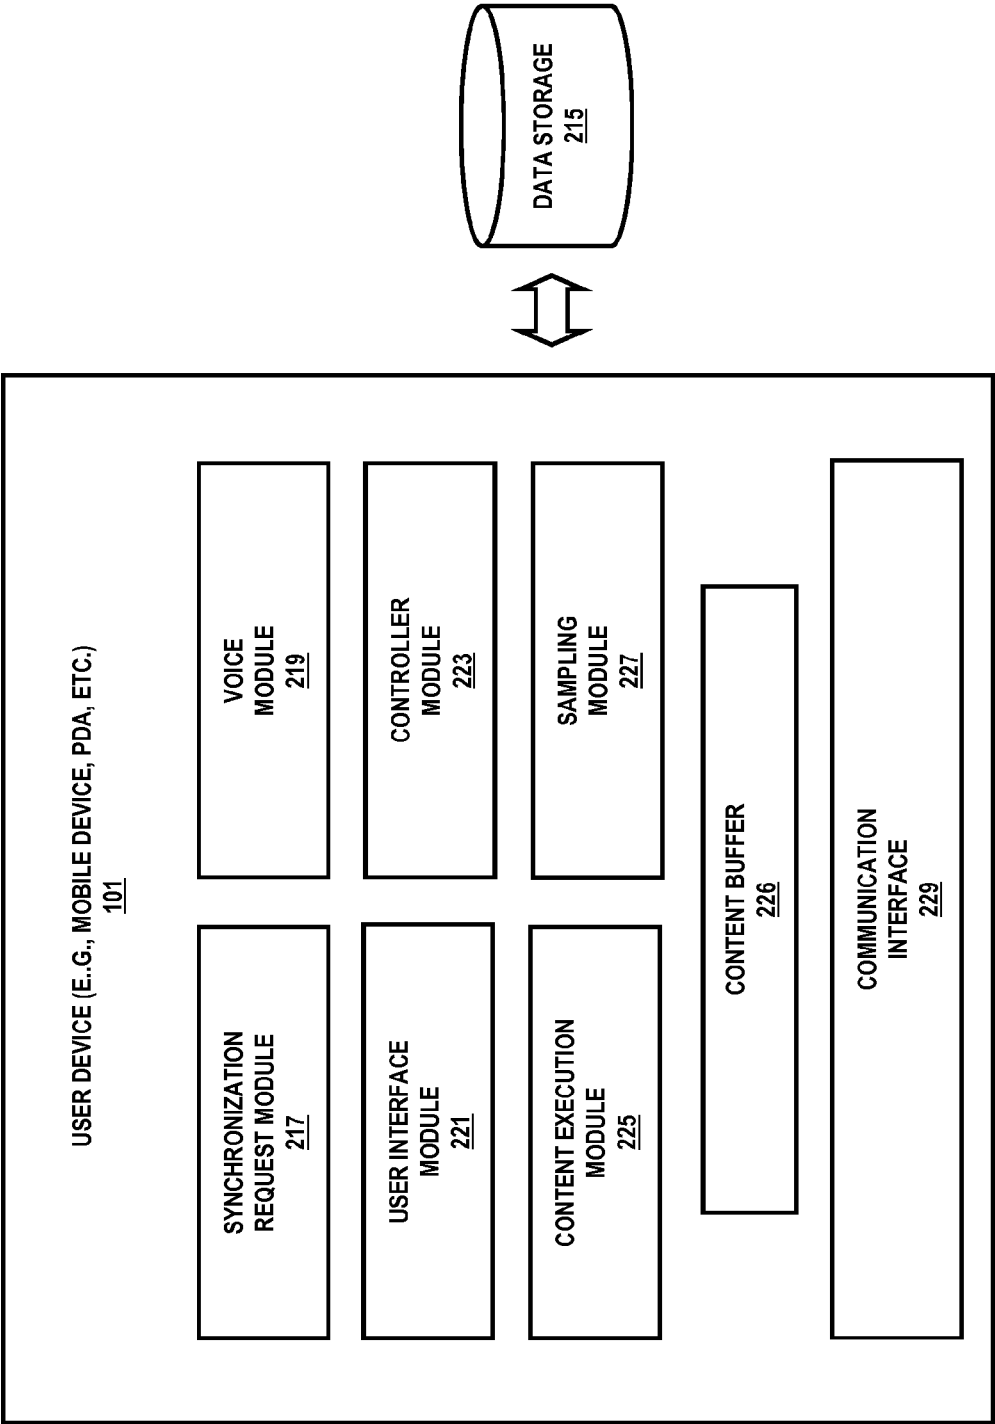 USER DEVICE (E..G., MOBILE DEVICE, PDA, ETC.)
101
SYNCHRONIZATION
REQUEST MODULE
217
VOICE
MODULE
219
USER INTERFACE
MODULE
221
CONTROLLER
MODULE
223
CONTENT EXECUTION
MODULE
225
SAMPLING
MODULE
227
CONTENT BUFFER
226
COMMUNICATION
INTERFACE
229
DATA STORAGE
215